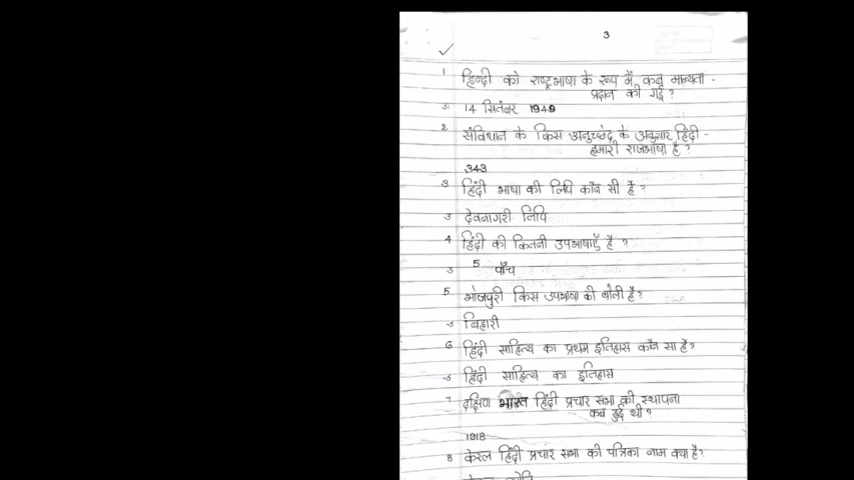 3
1 हिन्दी को राष्ट्रभाषा के रूप में कब मान्यता -
प्रदान की गई ?
उ 14 सितंबर 1949
2 संविधान के किस अनुच्छेद के अनुसार हिंदी -
हमारी राजभाषा है ?
343
3 हिंदी भाषा की लिपि कौन सी है ?
उ देवनागरी लिपि
4 हिंदी की कितनी उपभाषाएँ है ?
उ 5 पाँच
5 भोजपुरी किस उपभाषा की बोली है ?
उ बिहारी
6 हिंदी साहित्य का प्रथम इतिहास कौन सा है ?
उ हिंदी साहित्य का इतिहास
7 दक्षिण भारत हिंदी प्रचार सभा की स्थापना
कब हुई थी ?
1918
8 केरल हिंदी प्रचार सभा की पत्रिका नाम क्या है ?